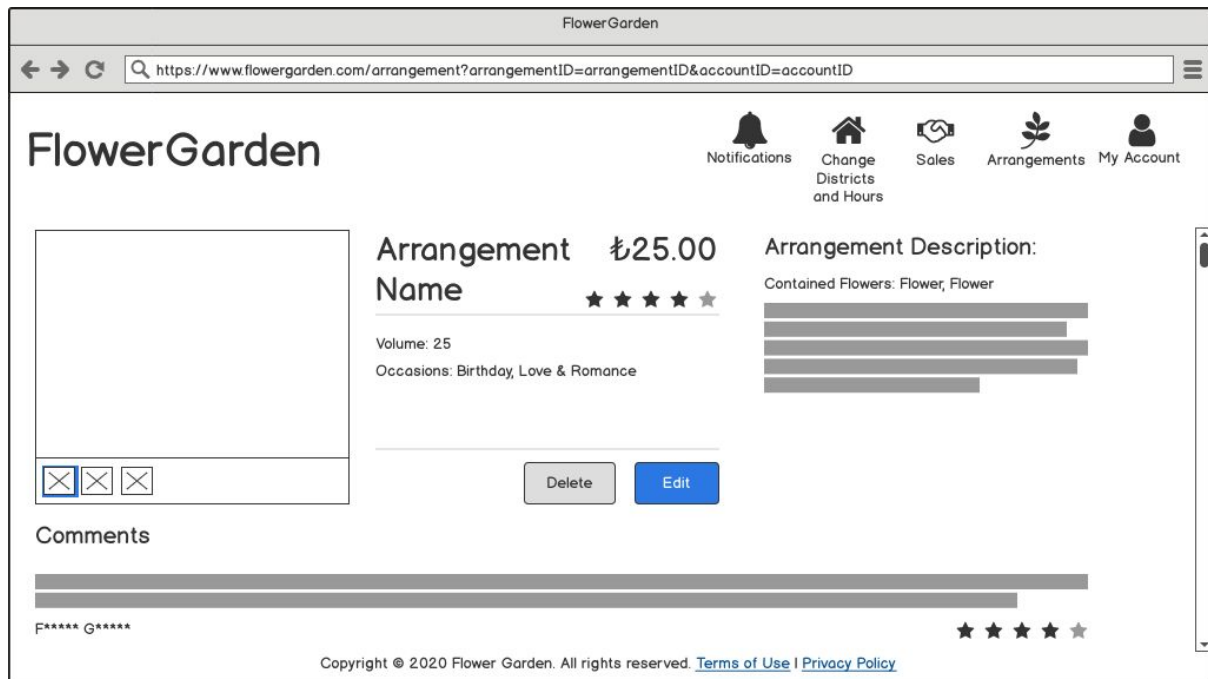 FlowerGarden
https://www.flowergarden.com/arrangement?arrangementID=arrangementID&accountID=accountID
FlowerGarden
Notifications
Change
Districts
and Hours
Sales
Arrangements
My Account
Arrangement
Name
₺25.00
Volume: 25
Occasions: Birthday, Love & Romance
Delete
Edit
Arrangement Description:
Contained Flowers: Flower, Flower
Comments
F***** G*****
Copyright © 2020 Flower Garden. All rights reserved. Terms of Use | Privacy Policy